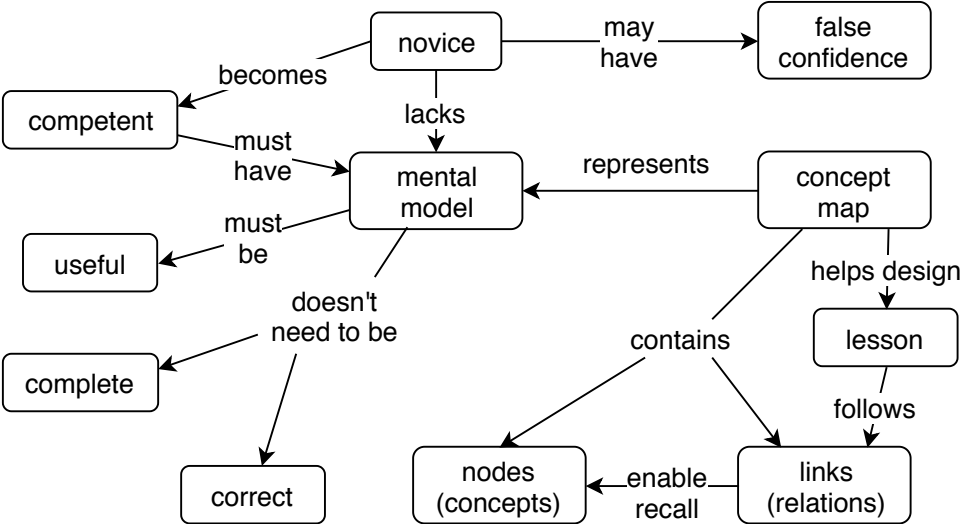 novice
may
have
false
confidence
becomes
competent
lacks
must
have
mental
model
represents
concept
map
must
be
useful
helps design
doesn't
need to be
lesson
contains
complete
follows
correct
nodes
(concepts)
enable
recall
links
(relations)